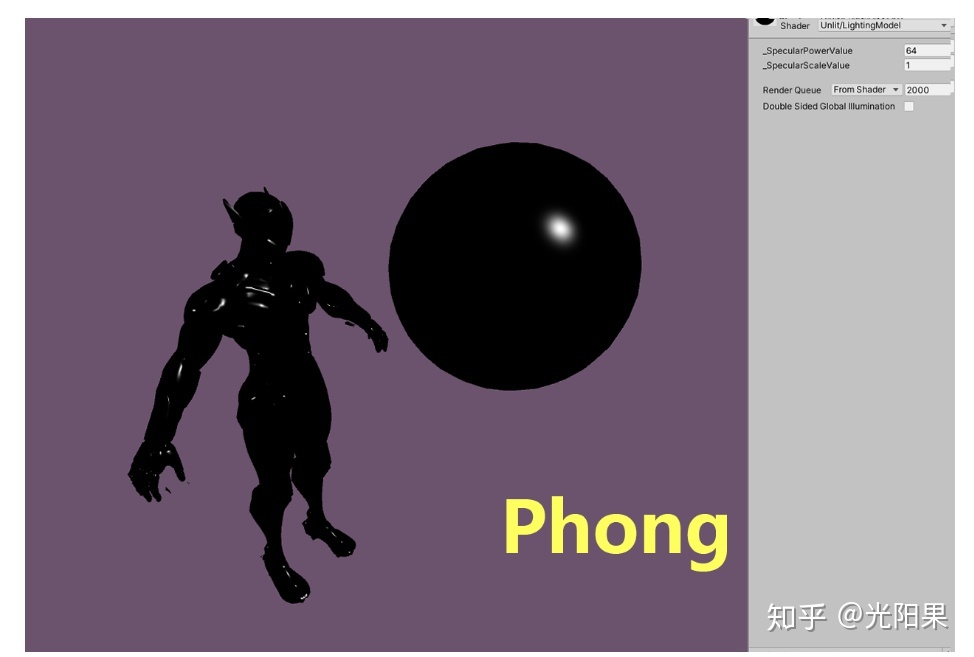 Shader Unlit/LightingModel
_SpecularPowerValue 64
_SpecularScaleValue 1
Render Queue From Shader 2000
Double Sided Global Illumination
Phong
知乎 @光阳果